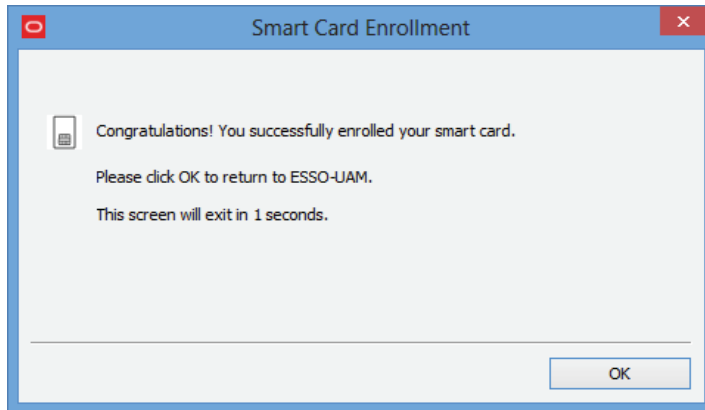 Smart Card Enrollment
Congratulations! You successfully enrolled your smart card.
Please click OK to return to ESSO-UAM.
This screen will exit in 1 seconds.
OK